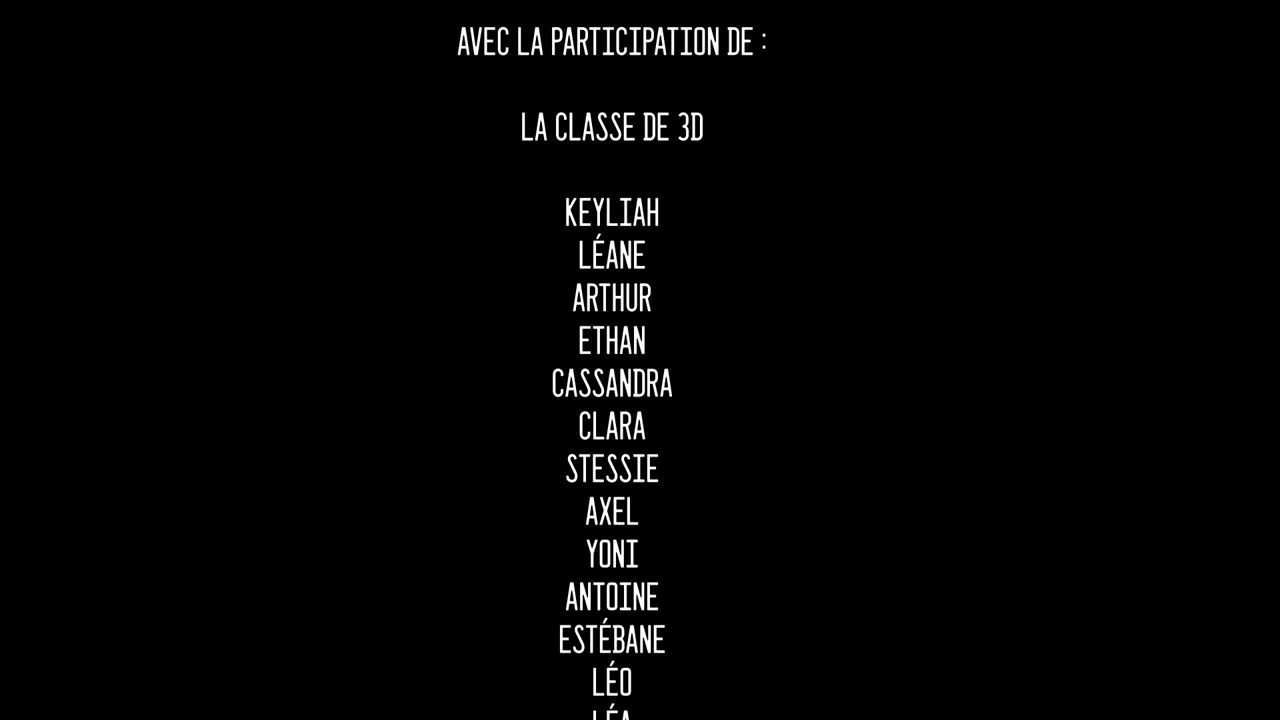 AVEC LA PARTICIPATION DE :
LA CLASSE DE 3D
KEYLIAH
LÉANE
ARTHUR
ETHAN
CASSANDRA
CLARA
STESSIE
AXEL
YONI
ANTOINE
ESTÉBANE
LÉO
LÉA